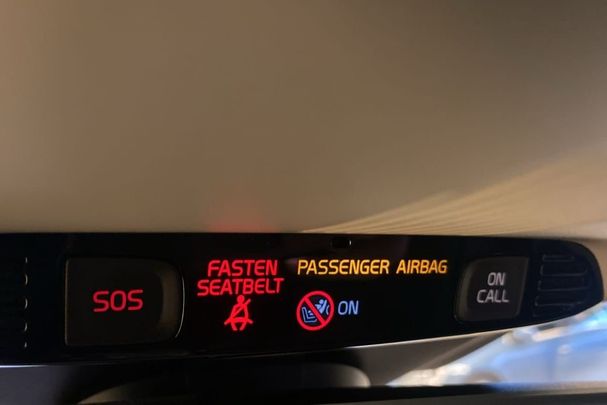 SOS
FASTEN
SEATBELT
PASSENGER AIRBAG
ON
ON
CALL